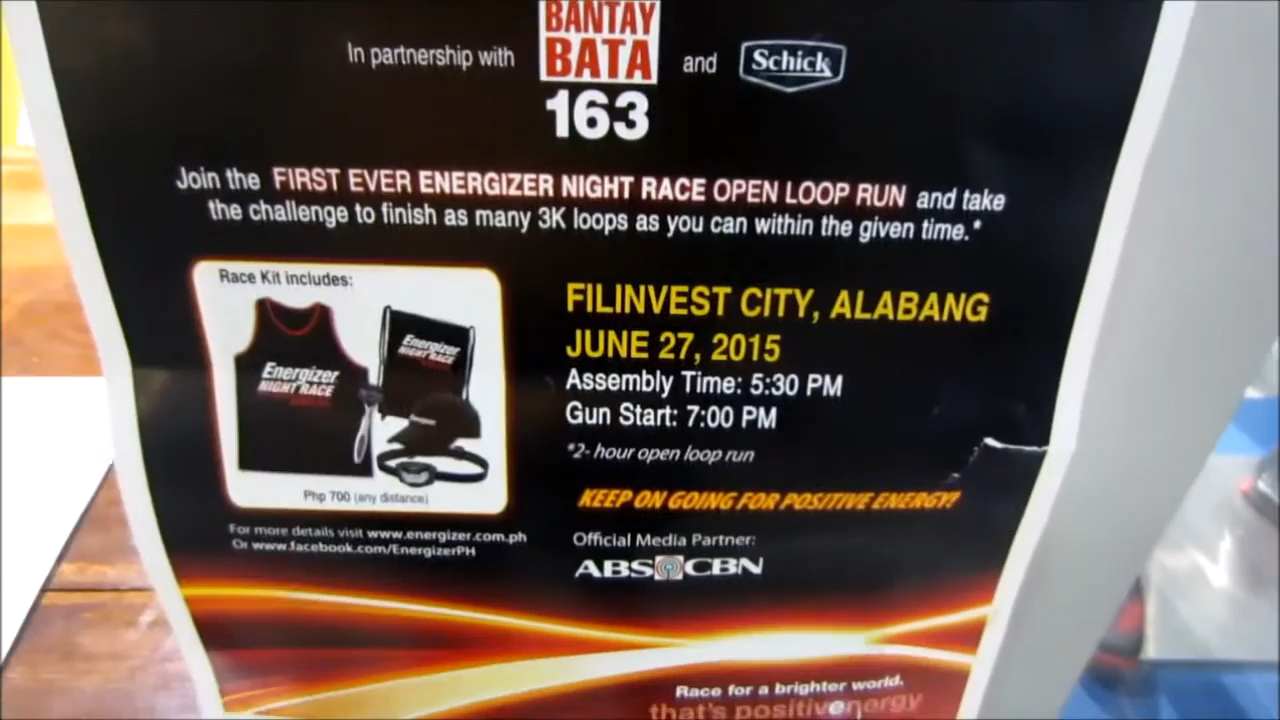 BANTAY
BATA
163
In partnership with
and
Schick
Join the FIRST EVER ENERGIZER NIGHT RACE OPEN LOOP RUN and take
the challenge to finish as many 3K loops as you can within the given time.*
Race Kit includes:
Energizer
NIGHT RACE
Energizer
NIGHT RACE
Php 700 (any distance)
For more details visit www.energizer.com.ph
Or www.facebook.com/EnergizerPH
FILINVEST CITY, ALABANG
JUNE 27, 2015
Assembly Time: 5:30 PM
Gun Start: 7:00 PM
*2- hour open loop run
KEEP ON GOING FOR POSITIVE ENERGY!
Official Media Partner:
ABS CBN
Race for a brighter world.
that's positivenergy